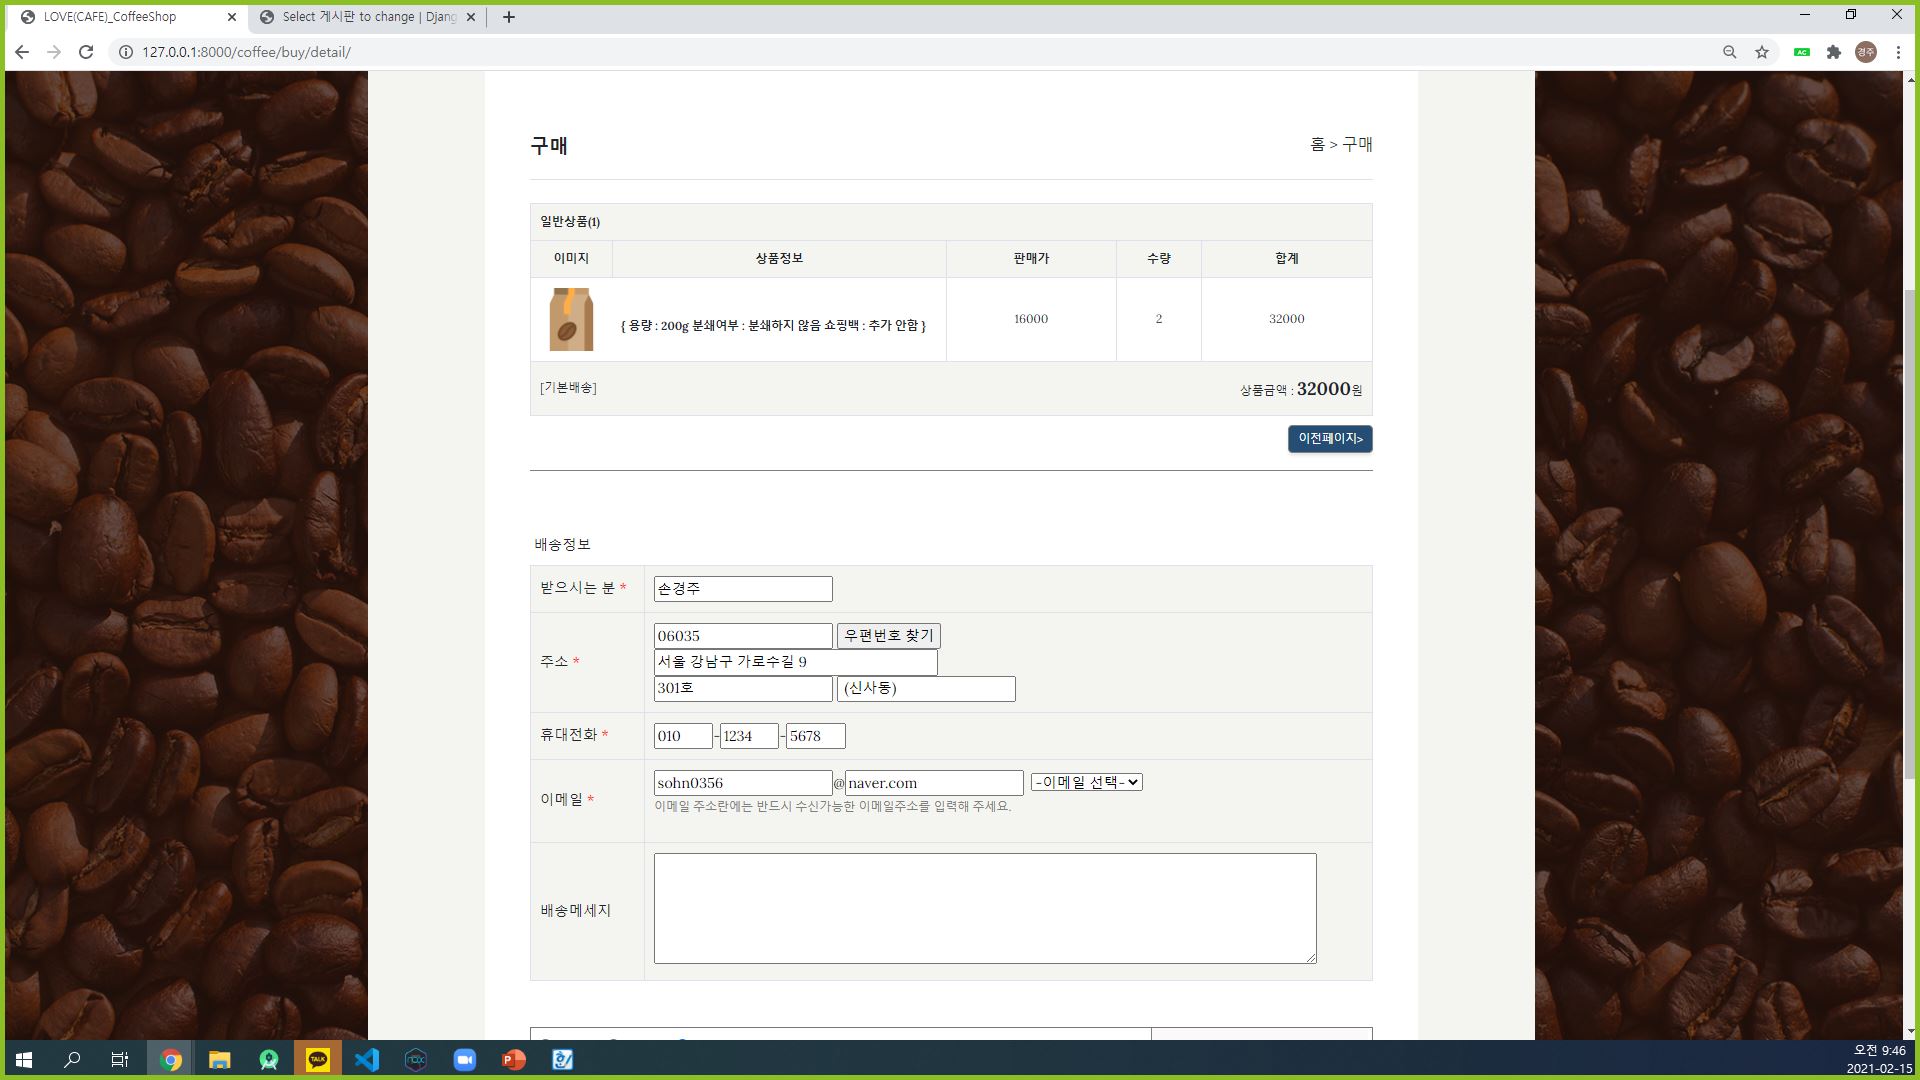 LOVE(CAFE)_CoffeeShop
Select 게시판 to change | Djang
127.0.0.1:8000/coffee/buy/detail/
AC
경주
구매
홈 > 구매
일반상품(1)
이미지 상품정보 판매가 수량 합계
{ 용량 : 200g 분쇄여부 : 분쇄하지 않음 쇼핑백 : 추가 안함 } 16000 2 32000
[기본배송] 상품금액 : 32000원
이전페이지>
배송정보
받으시는 분 * 손경주
주소 *
06035 우편번호 찾기
서울 강남구 가로수길 9
301호 (신사동)
휴대전화 * 010 - 1234 - 5678
이메일 *
sohn0356 @ naver.com -이메일 선택-
이메일 주소란에는 반드시 수신가능한 이메일주소를 입력해 주세요.
배송메세지
TALK
nox
P
한
오전 9:46
2021-02-15